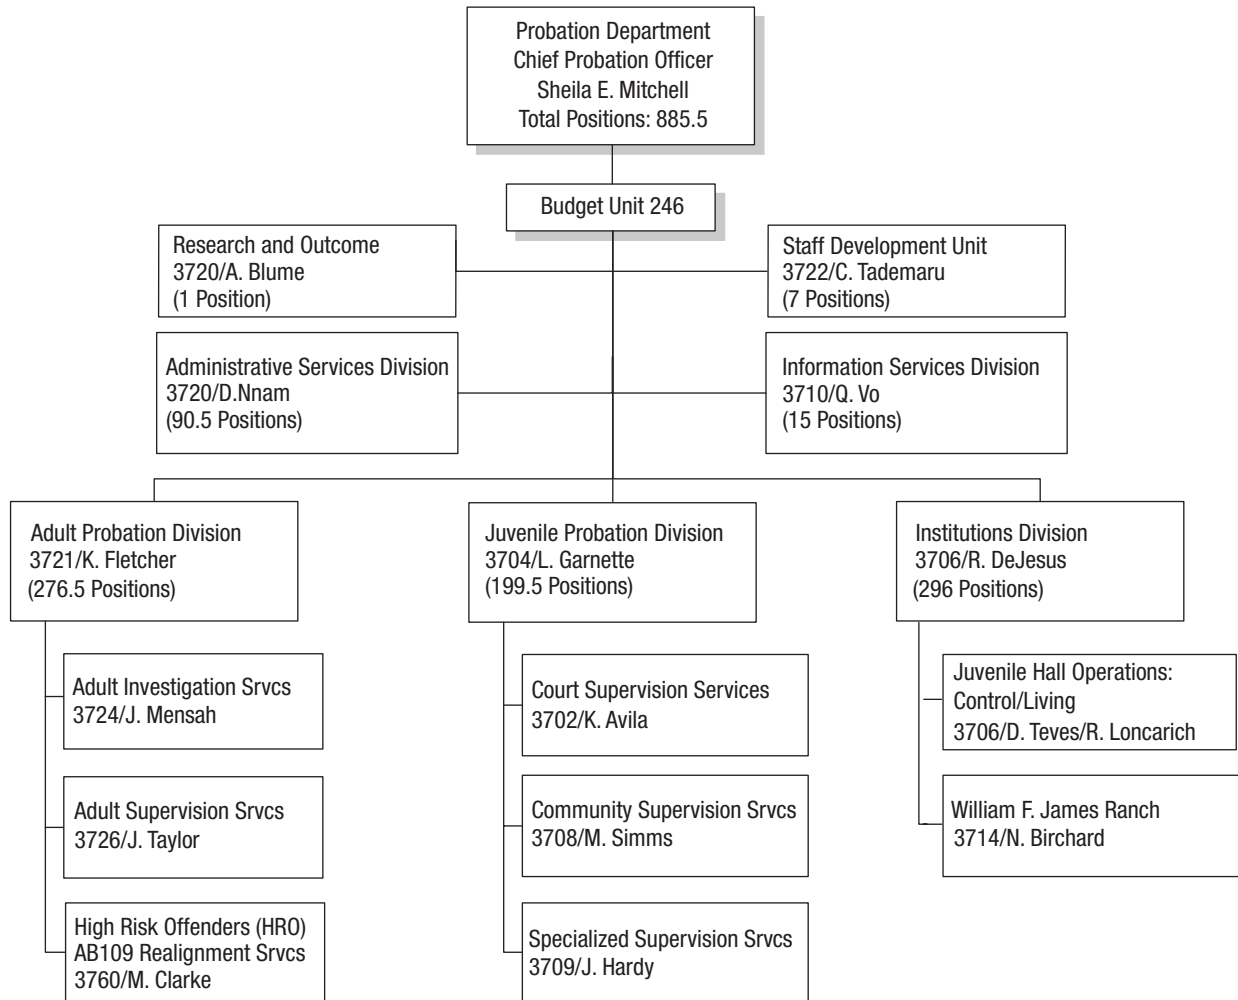 Probation Department
Chief Probation Officer
Sheila E. Mitchell
Total Positions: 885.5
Budget Unit 246
Research and Outcome
3720/A. Blume
(1 Position)
Staff Development Unit
3722/C. Tademaru
(7 Positions)
Administrative Services Division
3720/D.Nnam
(90.5 Positions)
Information Services Division
3710/Q. Vo
(15 Positions)
Adult Probation Division
3721/K. Fletcher
(276.5 Positions)
Juvenile Probation Division
3704/L. Garnette
(199.5 Positions)
Institutions Division
3706/R. DeJesus
(296 Positions)
Adult Investigation Srvcs
3724/J. Mensah
Adult Supervision Srvcs
3726/J. Taylor
High Risk Offenders (HRO)
AB109 Realignment Srvcs
3760/M. Clarke
Court Supervision Services
3702/K. Avila
Community Supervision Srvcs
3708/M. Simms
Specialized Supervision Srvcs
3709/J. Hardy
Juvenile Hall Operations:
Control/Living
3706/D. Teves/R. Loncarich
William F. James Ranch
3714/N. Birchard